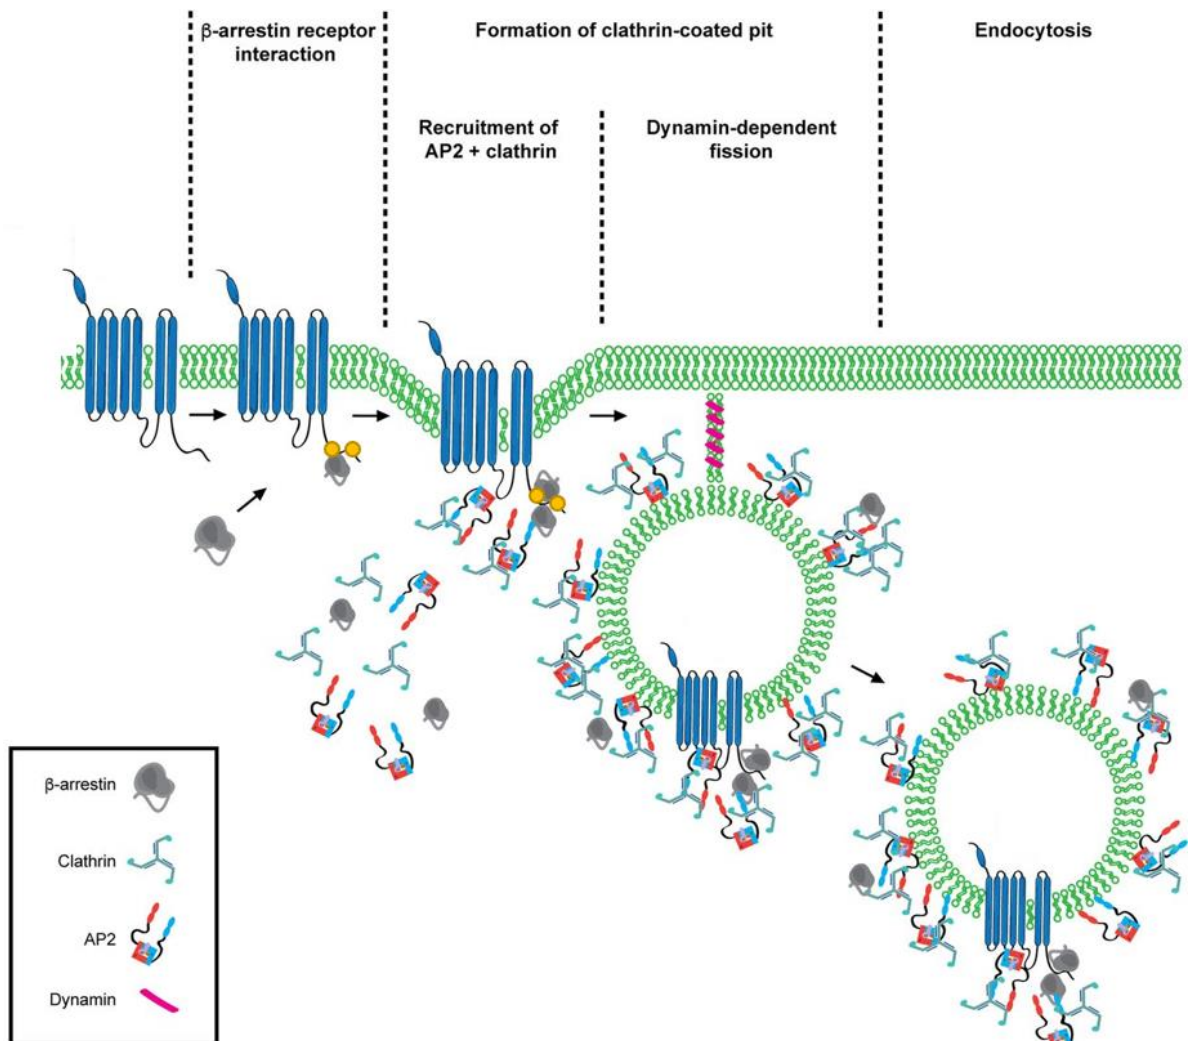 β-arrestin receptor
interaction
Formation of clathrin-coated pit
Endocytosis
Recruitment of
AP2 + clathrin
Dynamin-dependent
fission
β-arrestin
Clathrin
AP2
Dynamin